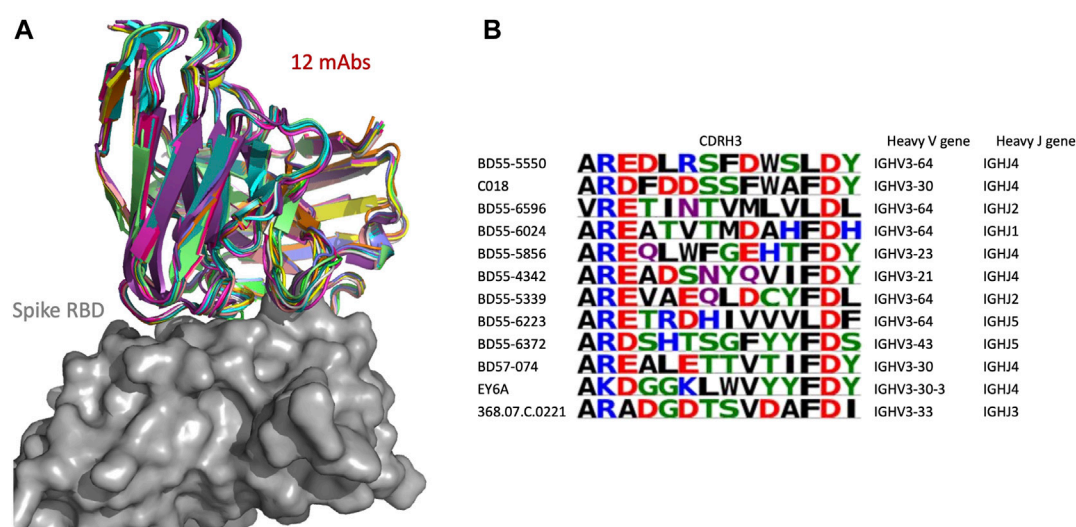 A
B
12 mAbs
Spike RBD
CDRH3 Heavy V gene Heavy J gene
BD55-5550 AREDLRSFDWSLDY IGHV3-64 IGHJ4
C018 ARDFDDSSFWAFDY IGHV3-30 IGHJ4
BD55-6596 VRETINTVMLVLDL IGHV3-64 IGHJ2
BD55-6024 AREATVTMDAHFDH IGHV3-64 IGHJ1
BD55-5856 AREQLWFGEHTFDY IGHV3-23 IGHJ4
BD55-4342 AREADSNYQVIFDY IGHV3-21 IGHJ4
BD55-5339 AREVAEQLDCYFDL IGHV3-64 IGHJ2
BD55-6223 ARETRDHIVVVLDF IGHV3-64 IGHJ5
BD55-6372 ARDSHTSGFYYFDS IGHV3-43 IGHJ5
BD57-074 AREALETTVTIFDY IGHV3-30 IGHJ4
EY6A AKDGGKLWVYYFDY IGHV3-30-3 IGHJ4
368.07.C.0221 ARADGDTSVDAFDI IGHV3-33 IGHJ3